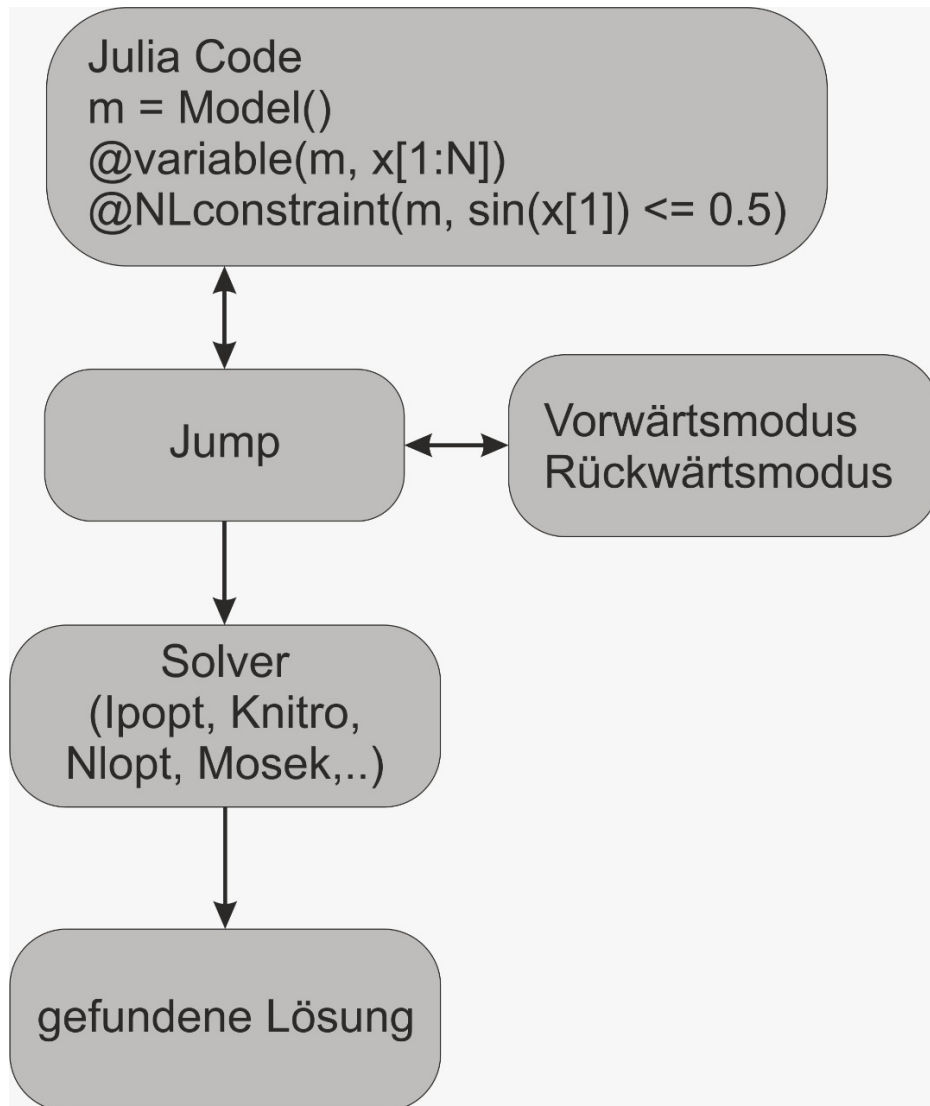 Julia Code
m = Model()
@variable(m, x[1:N])
@NLconstraint(m, sin(x[1]) <= 0.5)
Jump
Vorwärtsmodus
Rückwärtsmodus
Solver
(Ipopt, Knitro,
Nlopt, Mosek,..)
gefundene Lösung